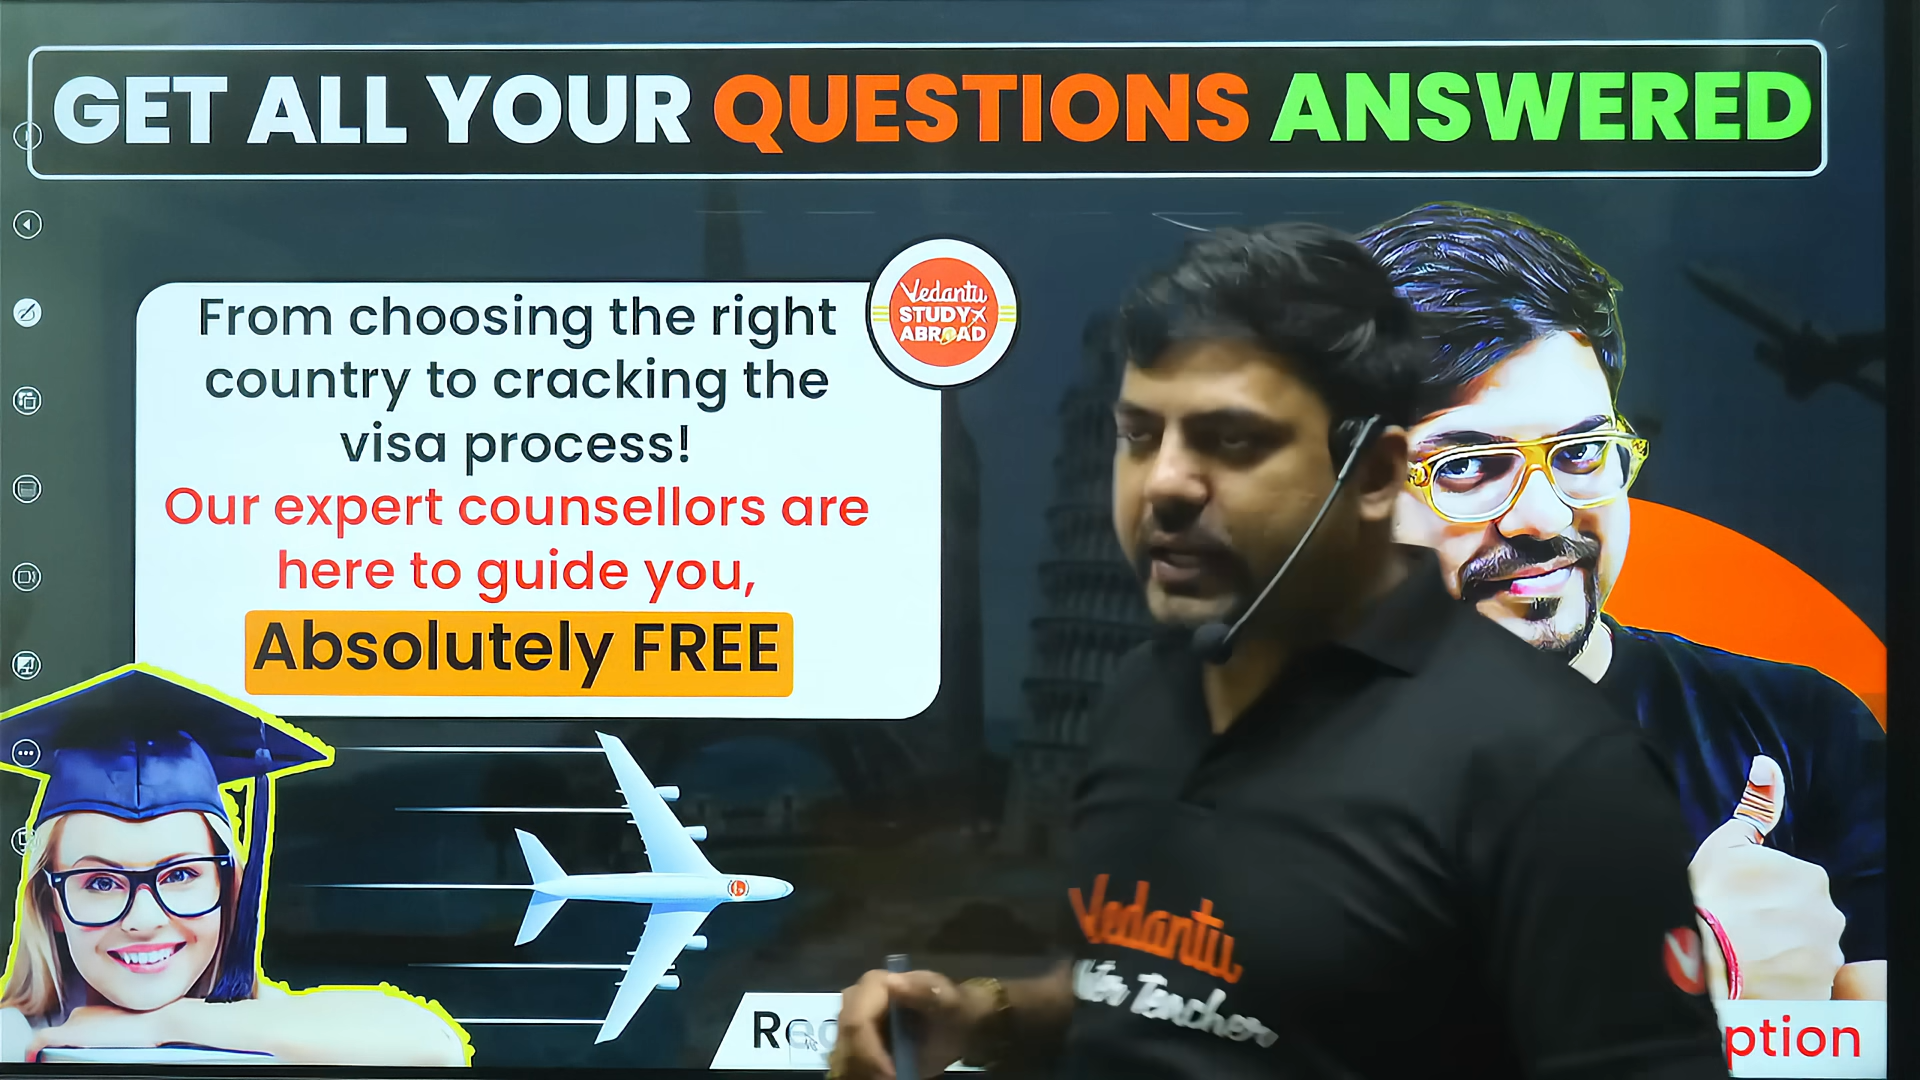 GET ALL YOUR QUESTIONS ANSWERED
Vedantu
STUDY
ABROAD
From choosing the right
country to cracking the
visa process!
Our expert counsellors are
here to guide you,
Absolutely FREE
Vedantu
Teacher
ption